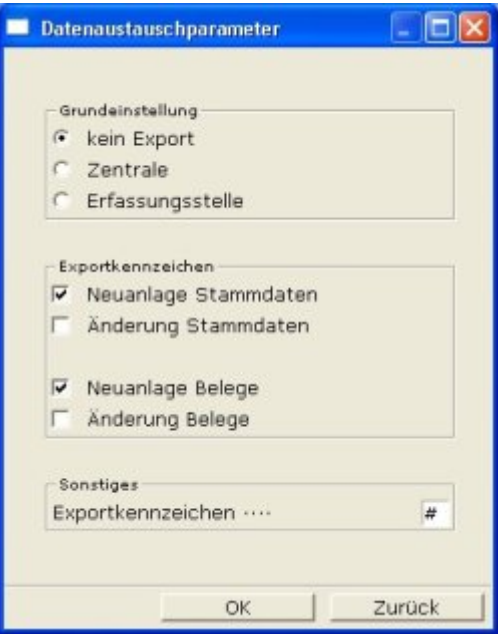 Datenaustauschparameter
Grundeinstellung
kein Export
Zentrale
Erfassungsstelle
Exportkennzeichen
Neuanlage Stammdaten
Änderung Stammdaten
Neuanlage Belege
Änderung Belege
Sonstiges
Exportkennzeichen ···· #
OK Zurück